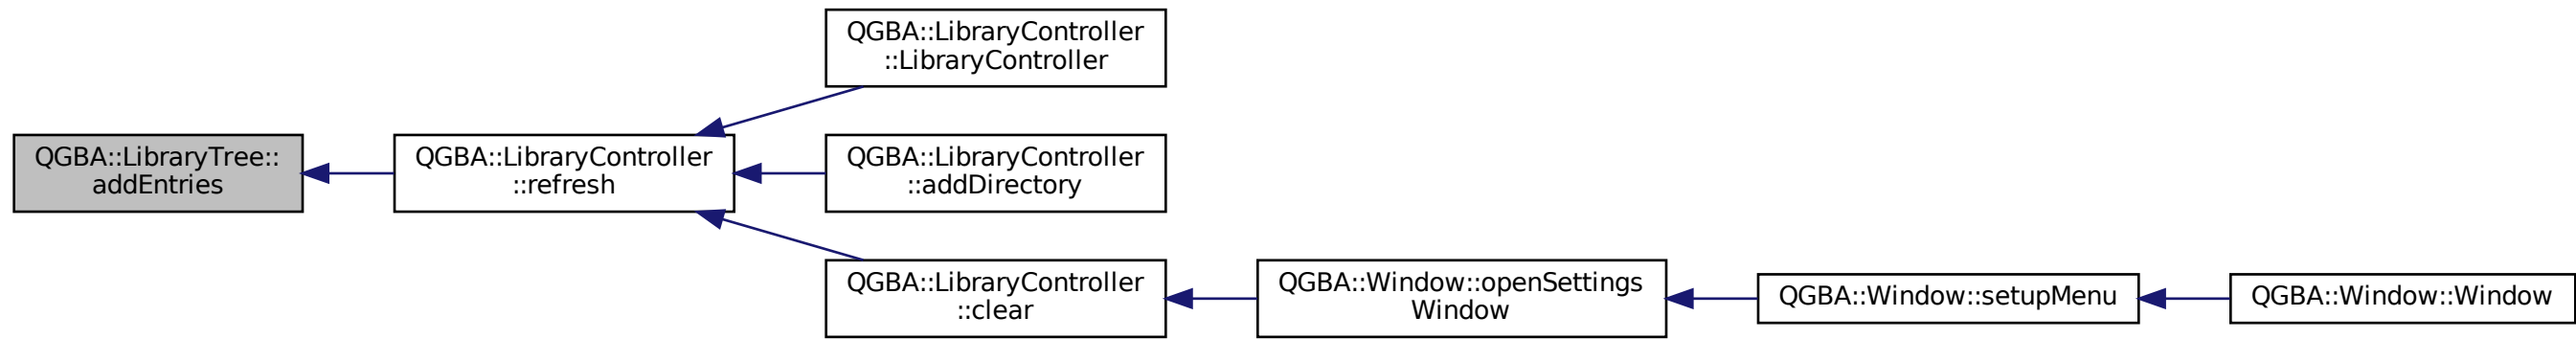 QGBA::LibraryTree::
addEntries
QGBA::LibraryController
::refresh
QGBA::LibraryController
::LibraryController
QGBA::LibraryController
::addDirectory
QGBA::LibraryController
::clear
QGBA::Window::openSettings
Window
QGBA::Window::setupMenu
QGBA::Window::Window